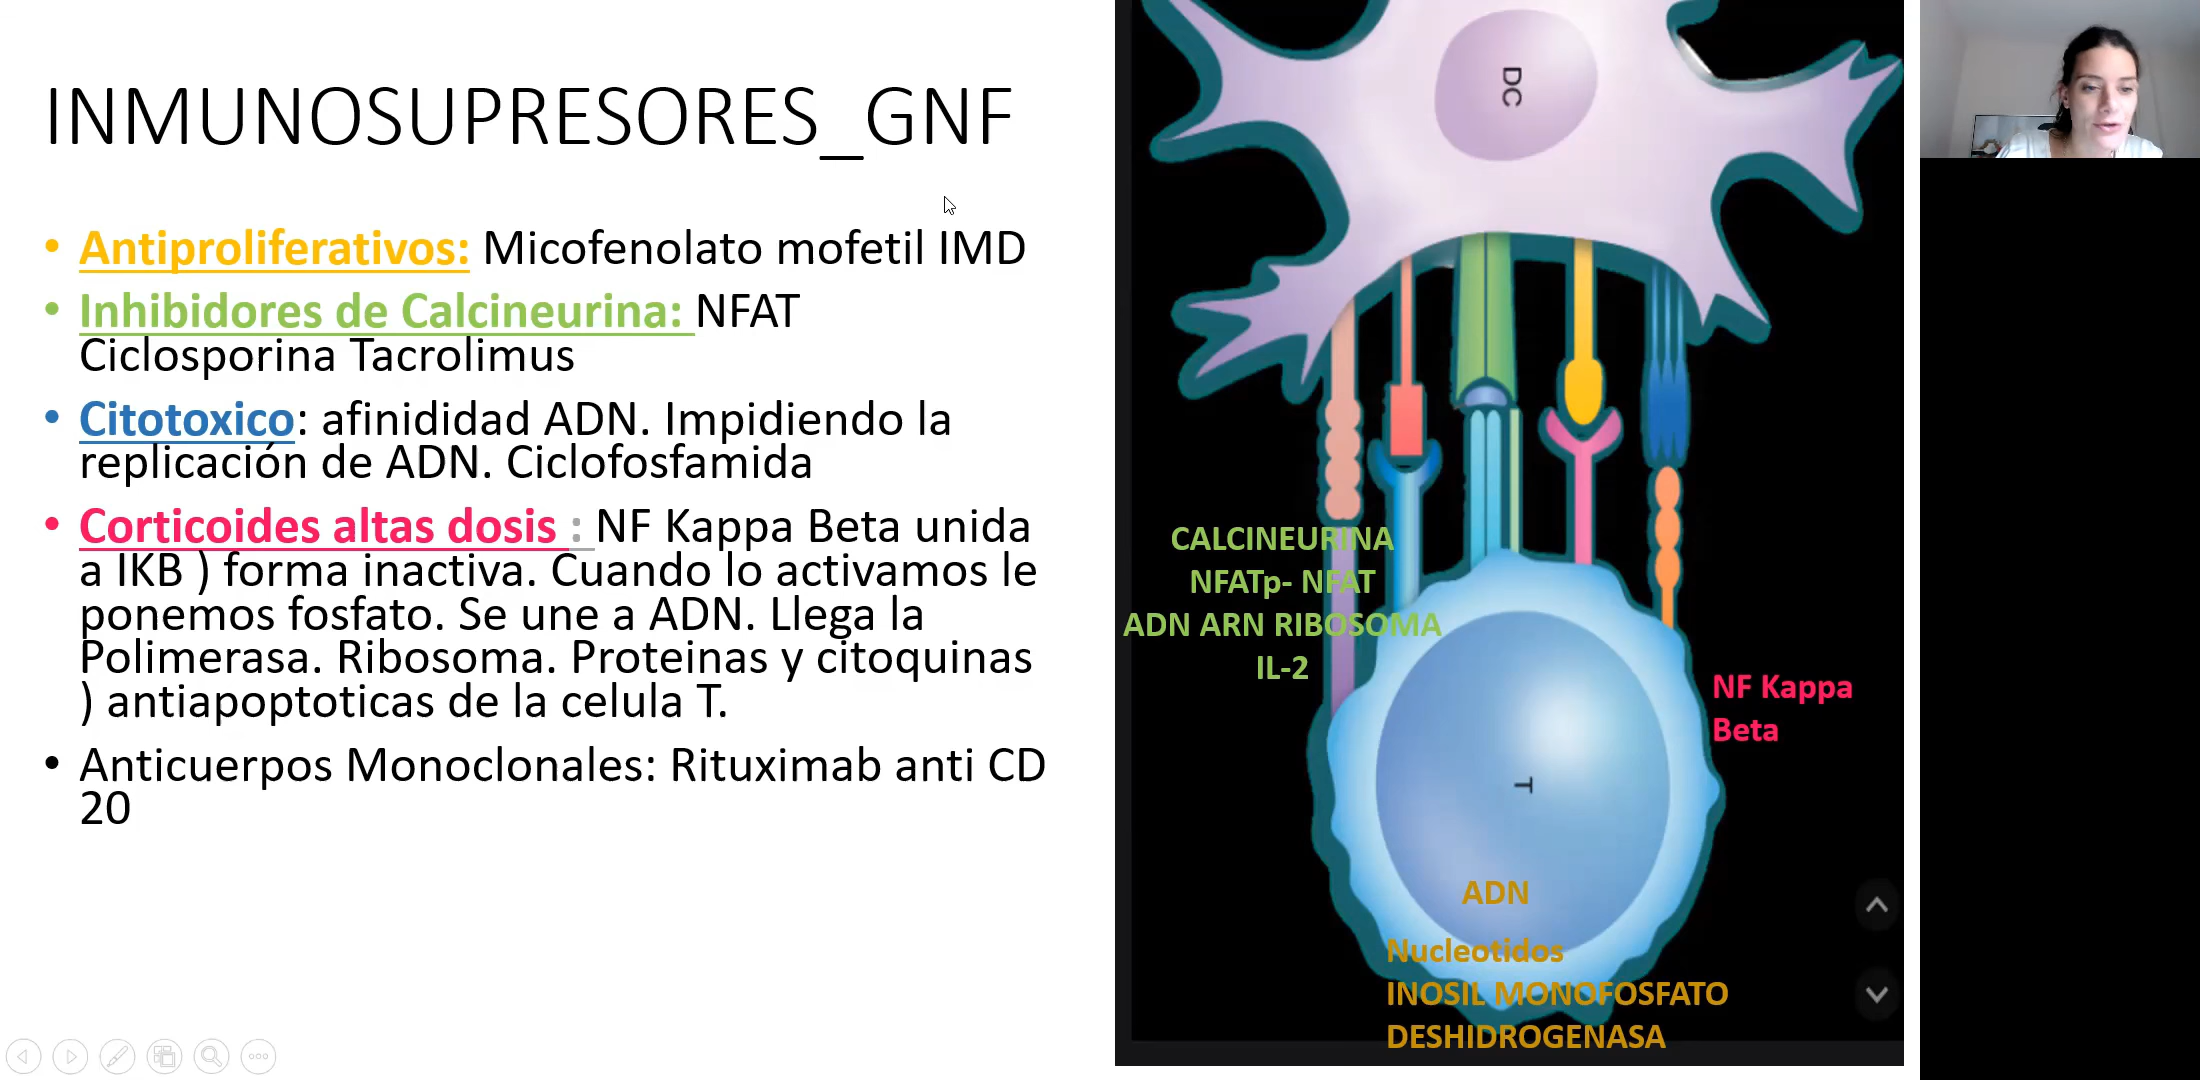 INMUNOSUPRESORES_GNF
• Antiproliferativos: Micofenolato mofetil IMD
• Inhibidores de Calcineurina: NFAT
Ciclosporina Tacrolimus
• Citotoxico: afinididad ADN. Impidiendo la
replicación de ADN. Ciclofosfamida
• Corticoides altas dosis : NF Kappa Beta unida
a IKB ) forma inactiva. Cuando lo activamos le
ponemos fosfato. Se une a ADN. Llega la
Polimerasa. Ribosoma. Proteinas y citoquinas
) antiapoptoticas de la celula T.
• Anticuerpos Monoclonales: Rituximab anti CD
20
DC
CALCINEURINA
NFATp- NFAT
ADN ARN RIBOSOMA
IL-2
NF Kappa
Beta
T
ADN
Nucleotidos
INOSIL MONOFOSFATO
DESHIDROGENASA